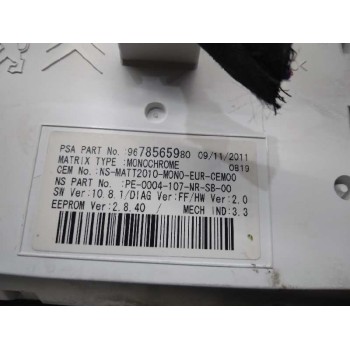 PSA PART No.:9678565980 09/11/2011
MATRIX TYPE :MONOCHROME 0819
CEM No.:NS-MATT2010-MONO-EUR-CEM00
NS PART No.:PE-0004-107-NR-SB-00
SW Ver:10.8.1/DIAG Ver:FF/HW Ver:2.0
EEPROM Ver:2.8.40 / MECH IND:3.3